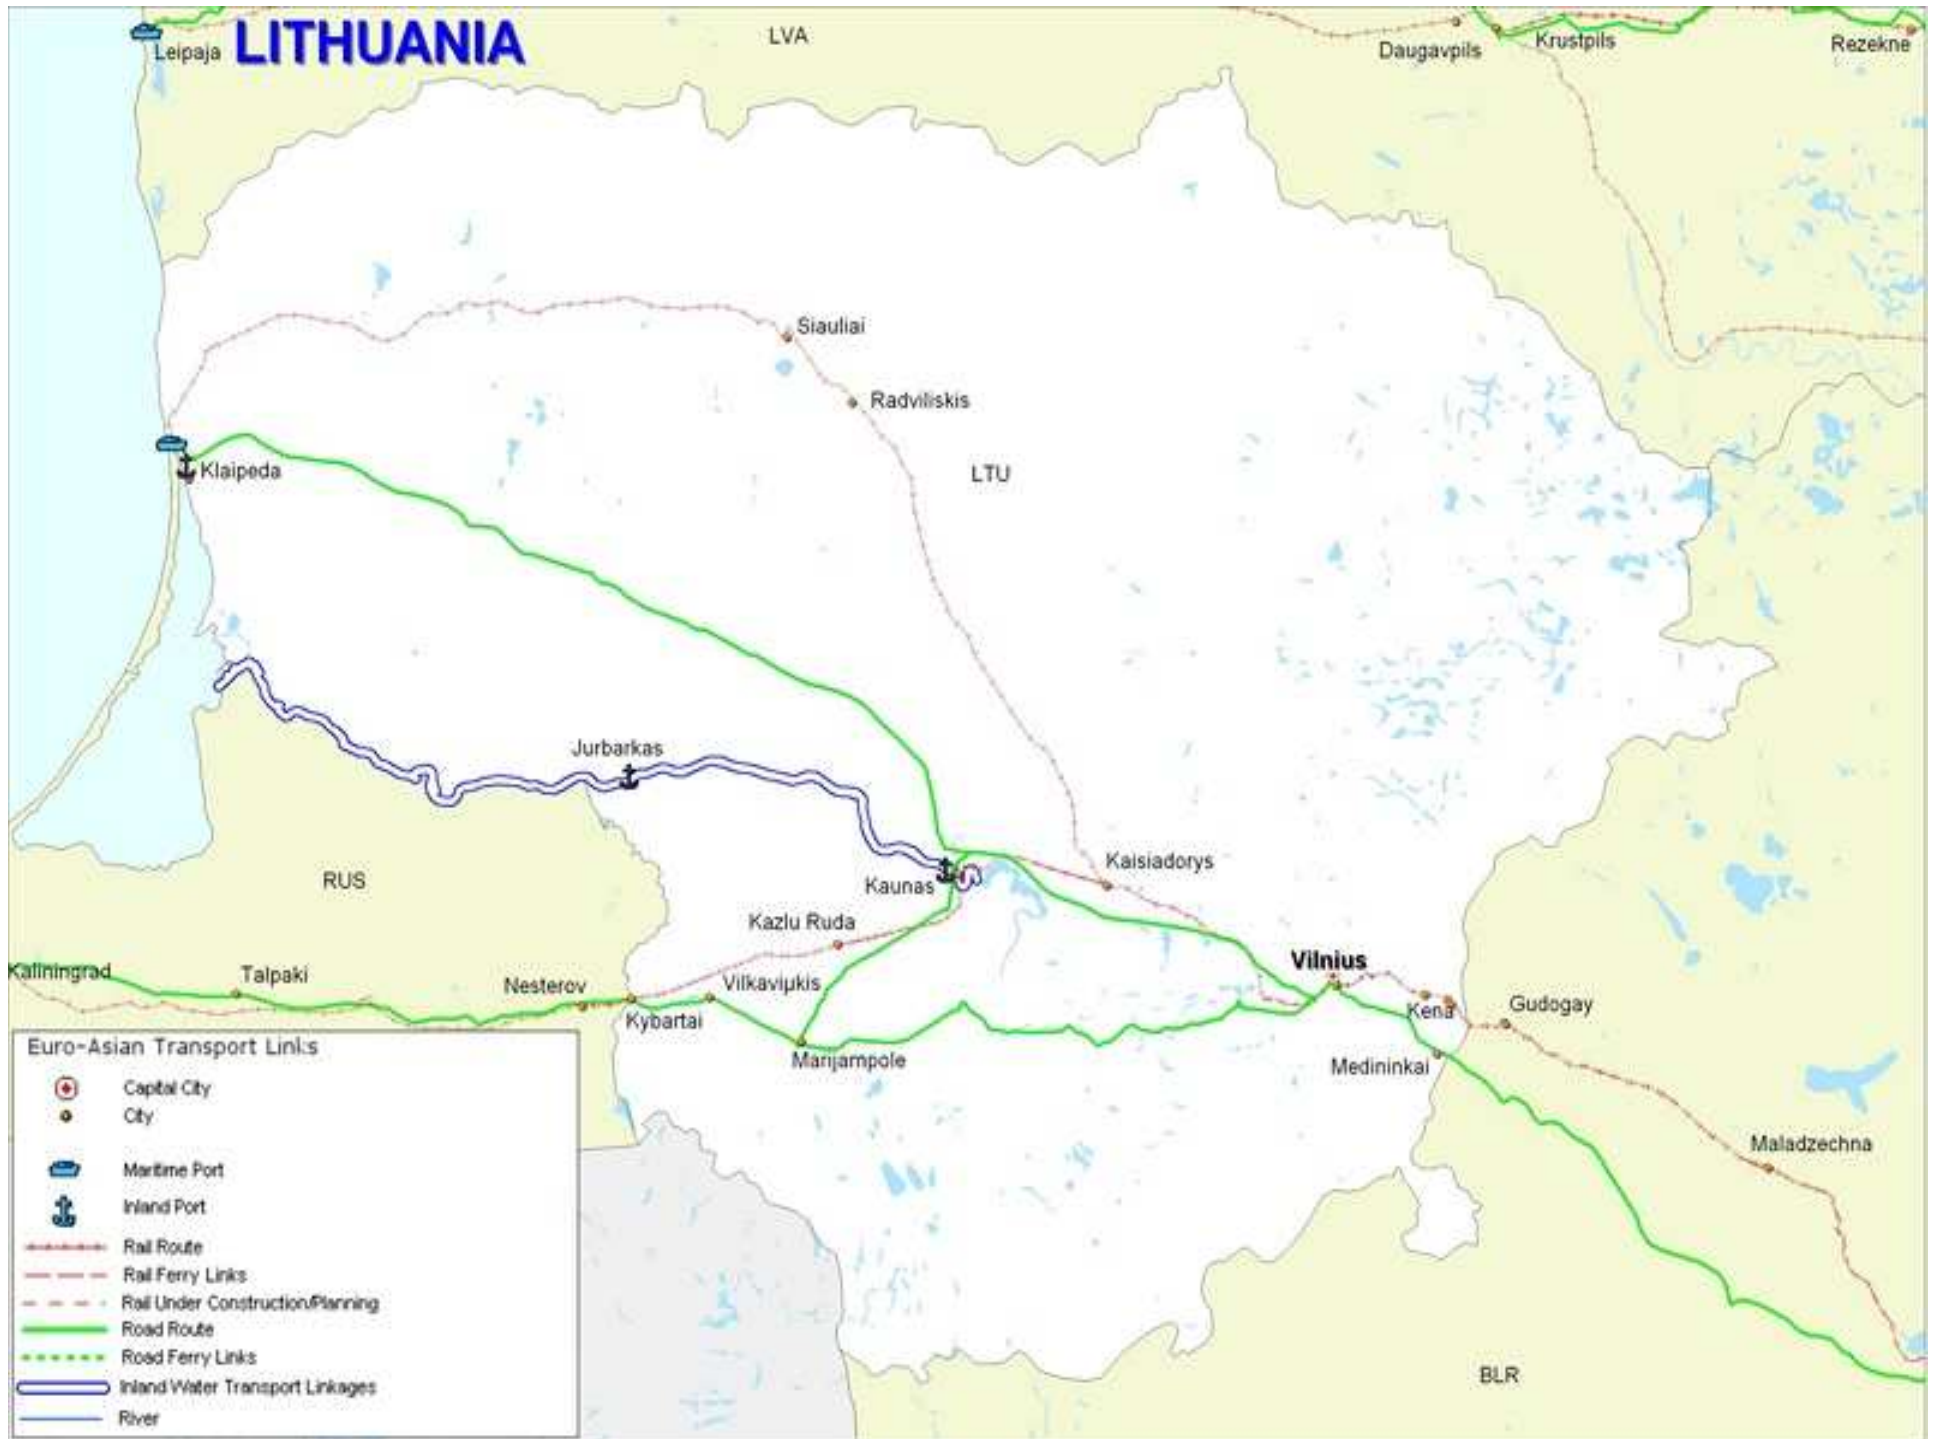 LITHUANIA
LVA
Leipaja
Daugavpils
Krustpils
Rezekne
Siauliai
Radviliskis
Klaipeda
LTU
Jurbarkas
Kaisiadorys
RUS
Kaunas
Kazlu Ruda
Vilnius
Kaliningrad
Talpaki
Nesterov
Vilkaviµkis
Kybartai
Kena
Gudogay
Marijampole
Medininkai
Maladzechna
BLR
Euro-Asian Transport Links
Capital City
City
Maritime Port
Inland Port
Rail Route
Rail Ferry Links
Rail Under Construction/Planning
Road Route
Road Ferry Links
Inland Water Transport Linkages
River